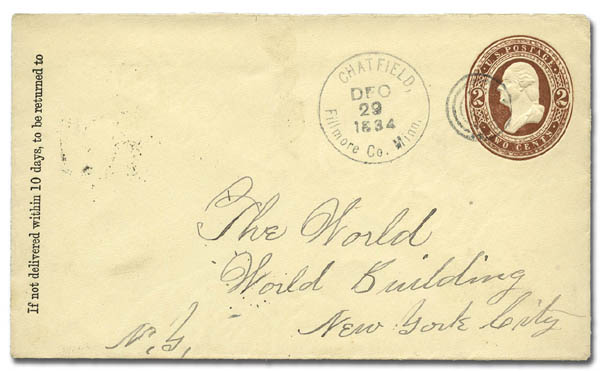 If not delivered within 10 days, to be returned to
CHATFIELD,
DEC
29
1884
Fillmore Co. Minn.
U.S. POSTAGE
2 2
TWO CENTS
The World
World Building
New York City
N.Y,